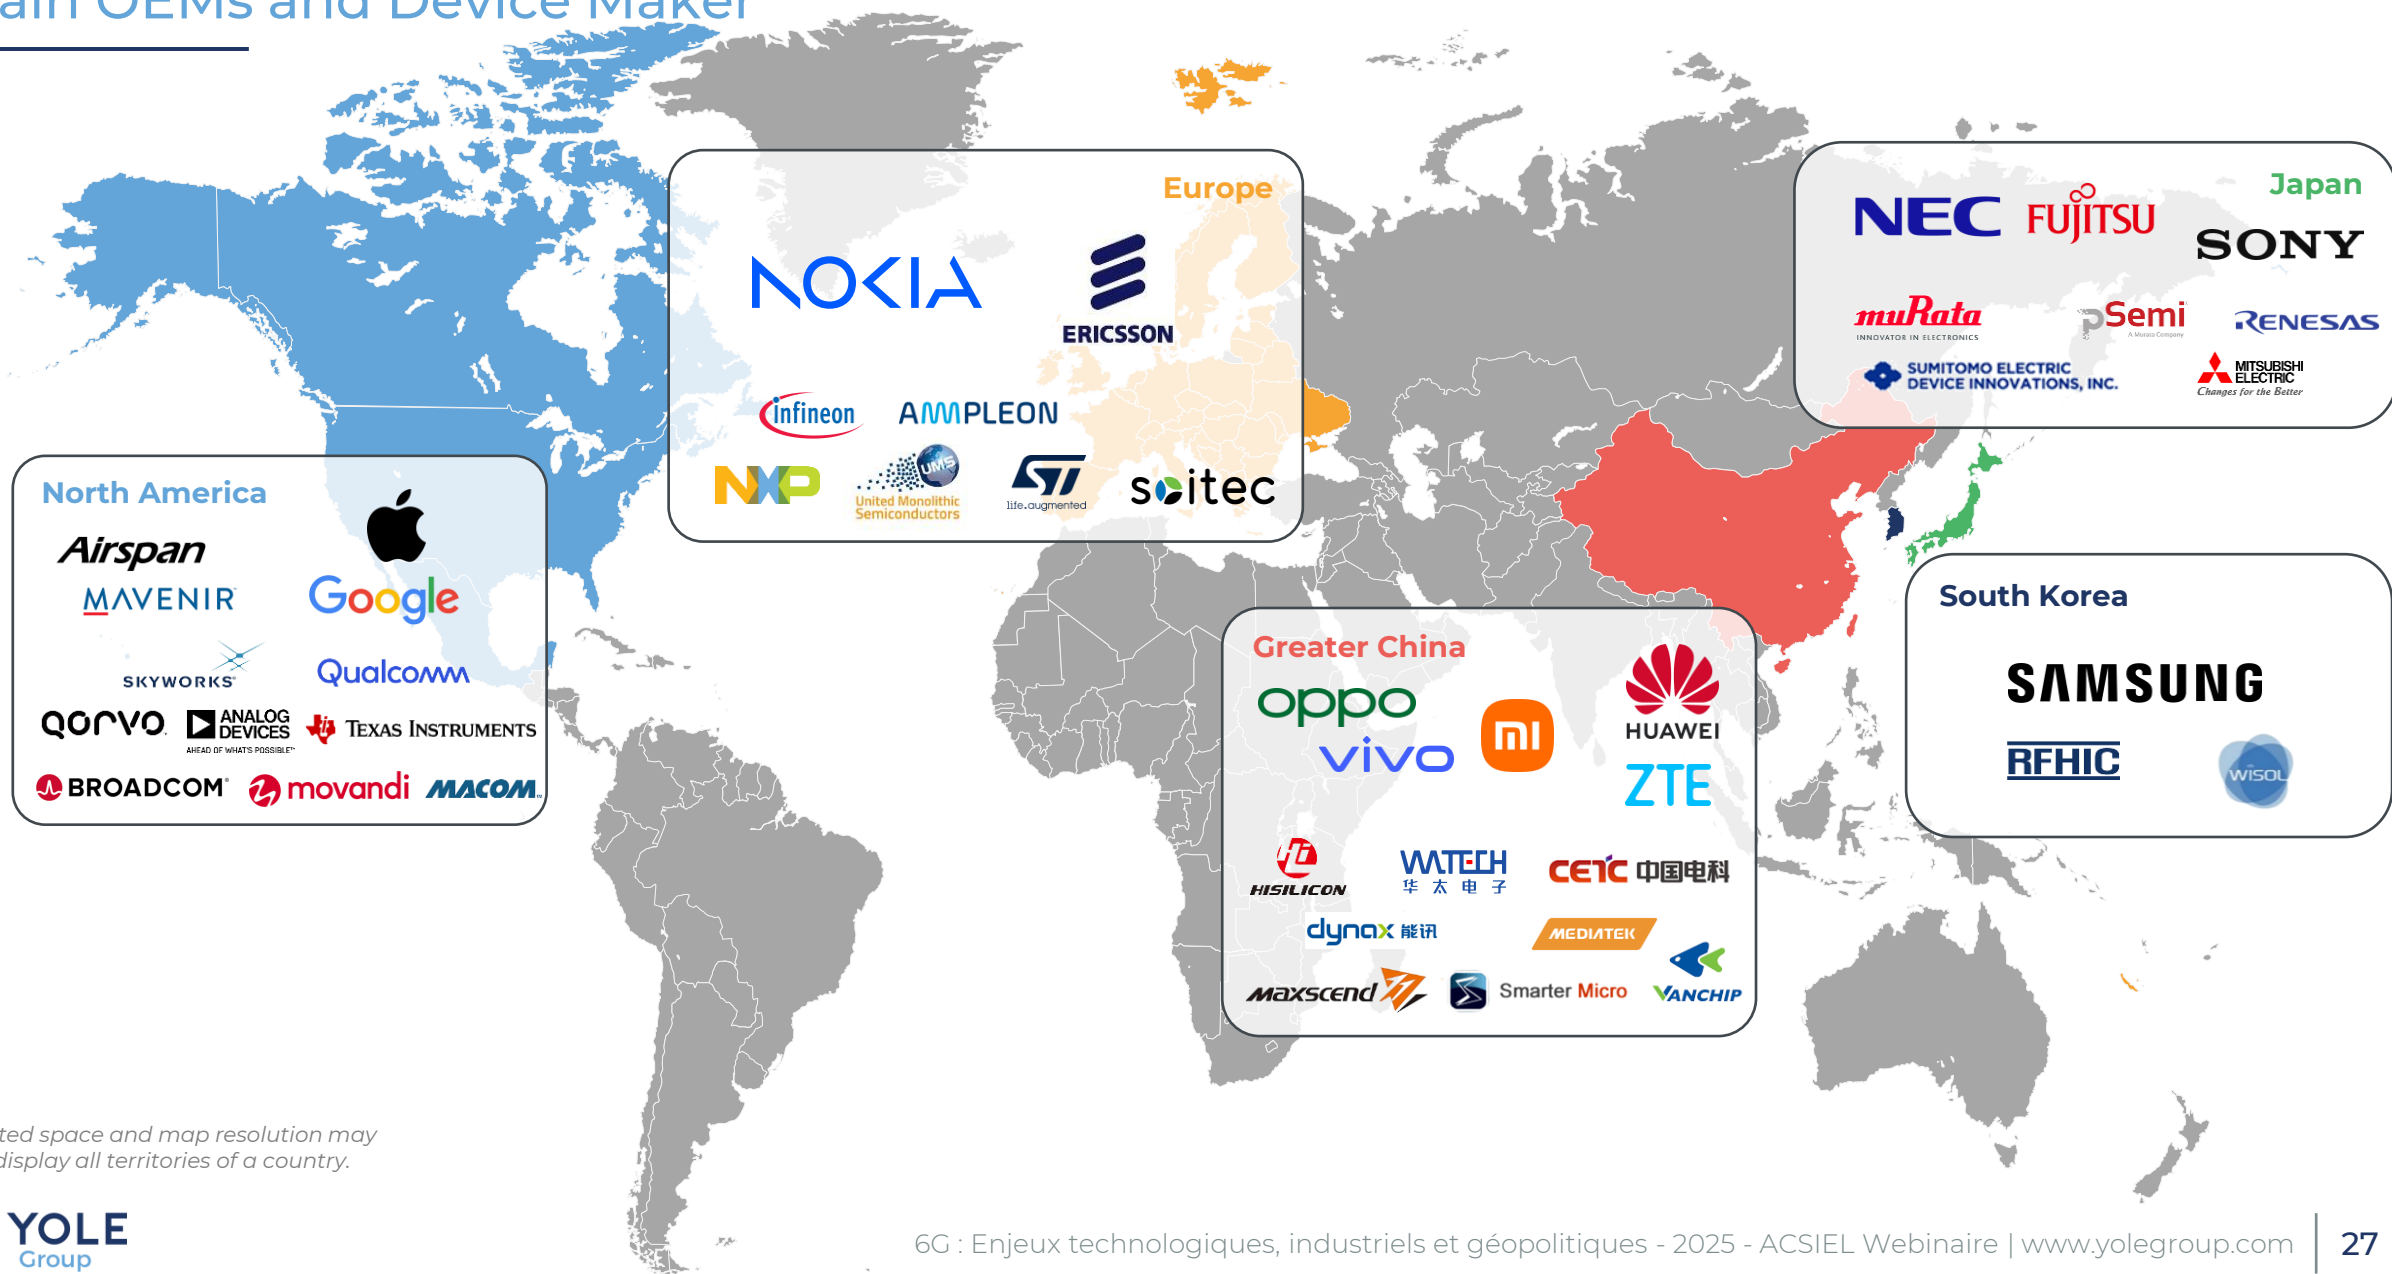 ain OEMs and Device Maker
Europe
NOKIA
ERICSSON
infineon
AMPLEON
NXP
UMS
United Monolithic
Semiconductors
ST
life.augmented
soitec
Japan
NEC
FUJITSU
SONY
muRata
INNOVATOR IN ELECTRONICS
pSemi
A Murata Company
RENESAS
SUMITOMO ELECTRIC
DEVICE INNOVATIONS, INC.
MITSUBISHI
ELECTRIC
Changes for the Better
North America
Airspan
MAVENIR
Google
SKYWORKS
Qualcomm
QORVO
ANALOG
DEVICES
AHEAD OF WHAT'S POSSIBLE™
TEXAS INSTRUMENTS
BROADCOM®
movandi
MACOM™
Greater China
oppo
vivo
mi
HUAWEI
ZTE
Hi
HISILICON
WATECH
华太电子
CETC 中国电科
dynax 能讯
MEDIATEK
maxscend
Smarter Micro
VANCHIP
South Korea
SAMSUNG
RFHIC
WISOL
ted space and map resolution may
display all territories of a country.
YOLE
Group
6G : Enjeux technologiques, industriels et géopolitiques - 2025 - ACSIEL Webinaire | www.yolegroup.com
27